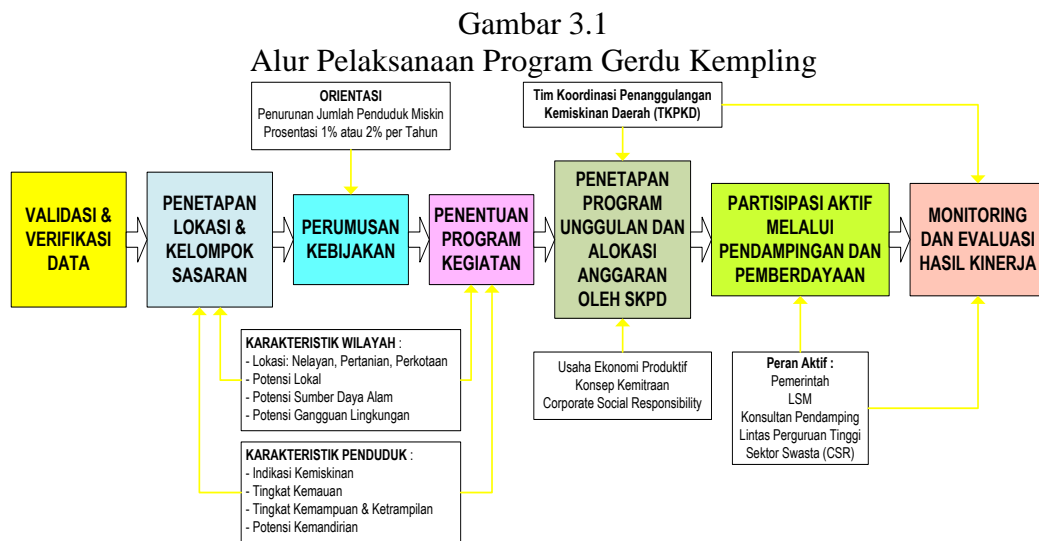 Gambar 3.1
Alur Pelaksanaan Program Gerdu Kempling
ORIENTASI
Penurunan Jumlah Penduduk Miskin
Prosentasi 1% atau 2% per Tahun
Tim Koordinasi Penanggulangan
Kemiskinan Daerah (TKPKD)
VALIDASI &
VERIFIKASI
DATA
PENETAPAN
LOKASI &
KELOMPOK
SASARAN
PERUMUSAN
KEBIJAKAN
PENENTUAN
PROGRAM
KEGIATAN
PENETAPAN
PROGRAM
UNGGULAN DAN
ALOKASI
ANGGARAN
OLEH SKPD
PARTISIPASI AKTIF
MELALUI
PENDAMPINGAN DAN
PEMBERDAYAAN
MONITORING
DAN EVALUASI
HASIL KINERJA
KARAKTERISTIK WILAYAH :
- Lokasi: Nelayan, Pertanian, Perkotaan
- Potensi Lokal
- Potensi Sumber Daya Alam
- Potensi Gangguan Lingkungan
Usaha Ekonomi Produktif
Konsep Kemitraan
Corporate Social Responsibility
Peran Aktif :
Pemerintah
LSM
Konsultan Pendamping
Lintas Perguruan Tinggi
Sektor Swasta (CSR)
KARAKTERISTIK PENDUDUK :
- Indikasi Kemiskinan
- Tingkat Kemauan
- Tingkat Kemampuan & Ketrampilan
- Potensi Kemandirian